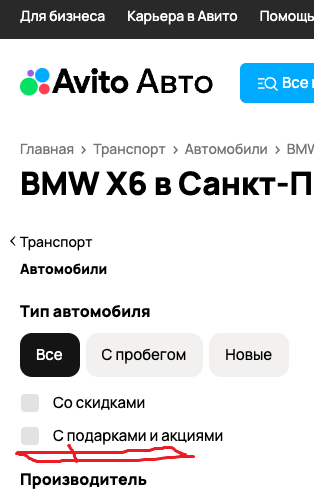 Для бизнеса Карьера в Авито Помощь
Avito Авто
Все
Главная > Транспорт > Автомобили > BMW
BMW X6 в Санкт-П
< Транспорт
Автомобили
Тип автомобиля
Все С пробегом Новые
Со скидками
С подарками и акциями
Производитель